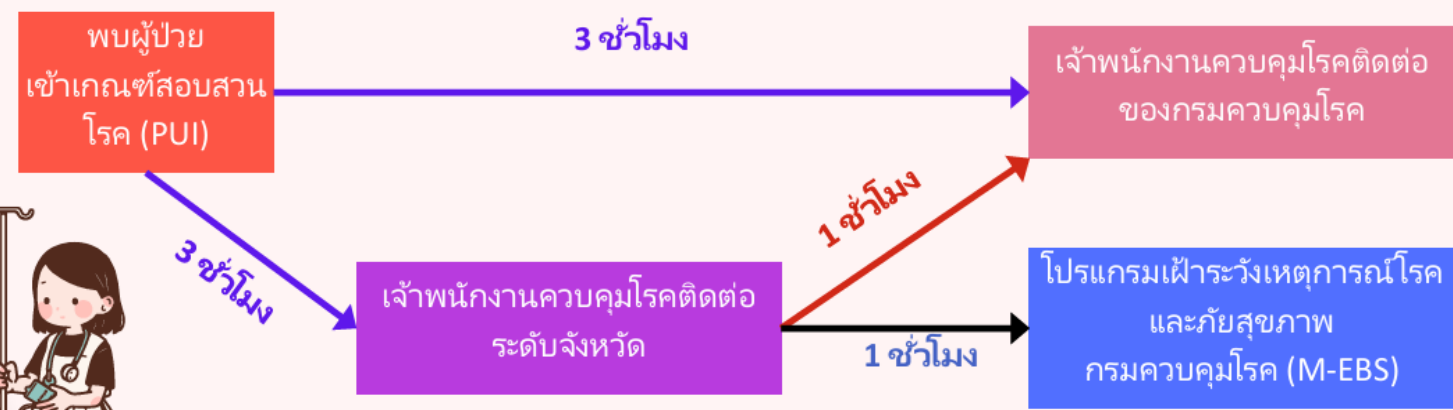 พบผู้ป่วย
เข้าเกณฑ์สอบสวน
โรค (PUI)
3 ชั่วโมง
เจ้าพนักงานควบคุมโรคติดต่อ
ของกรมควบคุมโรค
3 ชั่วโมง
1 ชั่วโมง
เจ้าพนักงานควบคุมโรคติดต่อ
ระดับจังหวัด
1 ชั่วโมง
โปรแกรมเฝ้าระวังเหตุการณ์โรค
และภัยสุขภาพ
กรมควบคุมโรค (M-EBS)